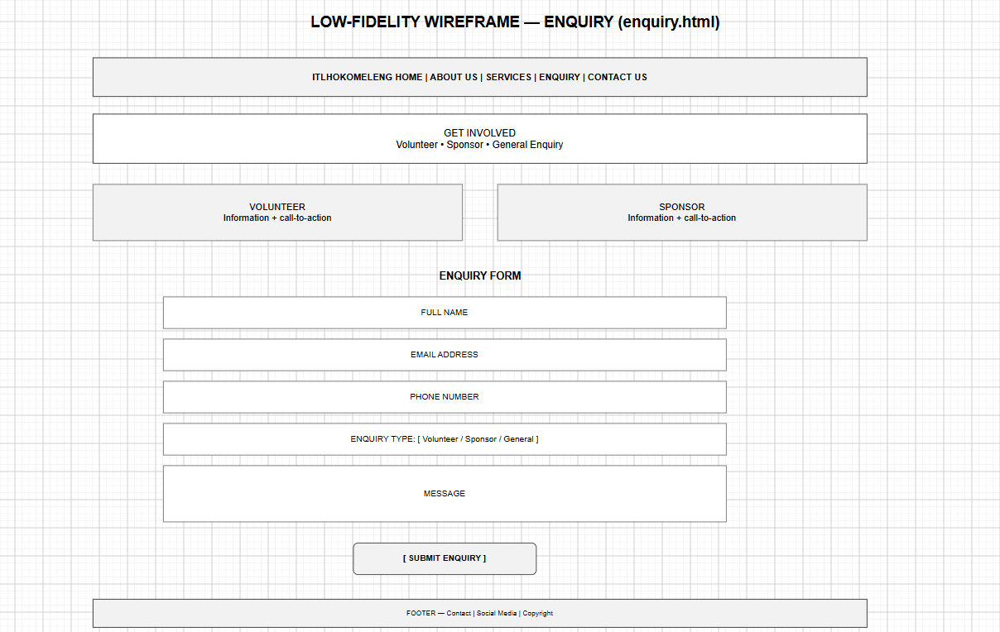 LOW-FIDELITY WIREFRAME — ENQUIRY (enquiry.html)
ITLHOKOMELENG HOME | ABOUT US | SERVICES | ENQUIRY | CONTACT US
GET INVOLVED
Volunteer • Sponsor • General Enquiry
VOLUNTEER
Information + call-to-action
SPONSOR
Information + call-to-action
ENQUIRY FORM
FULL NAME
EMAIL ADDRESS
PHONE NUMBER
ENQUIRY TYPE: [ Volunteer / Sponsor / General ]
MESSAGE
[ SUBMIT ENQUIRY ]
FOOTER — Contact | Social Media | Copyright